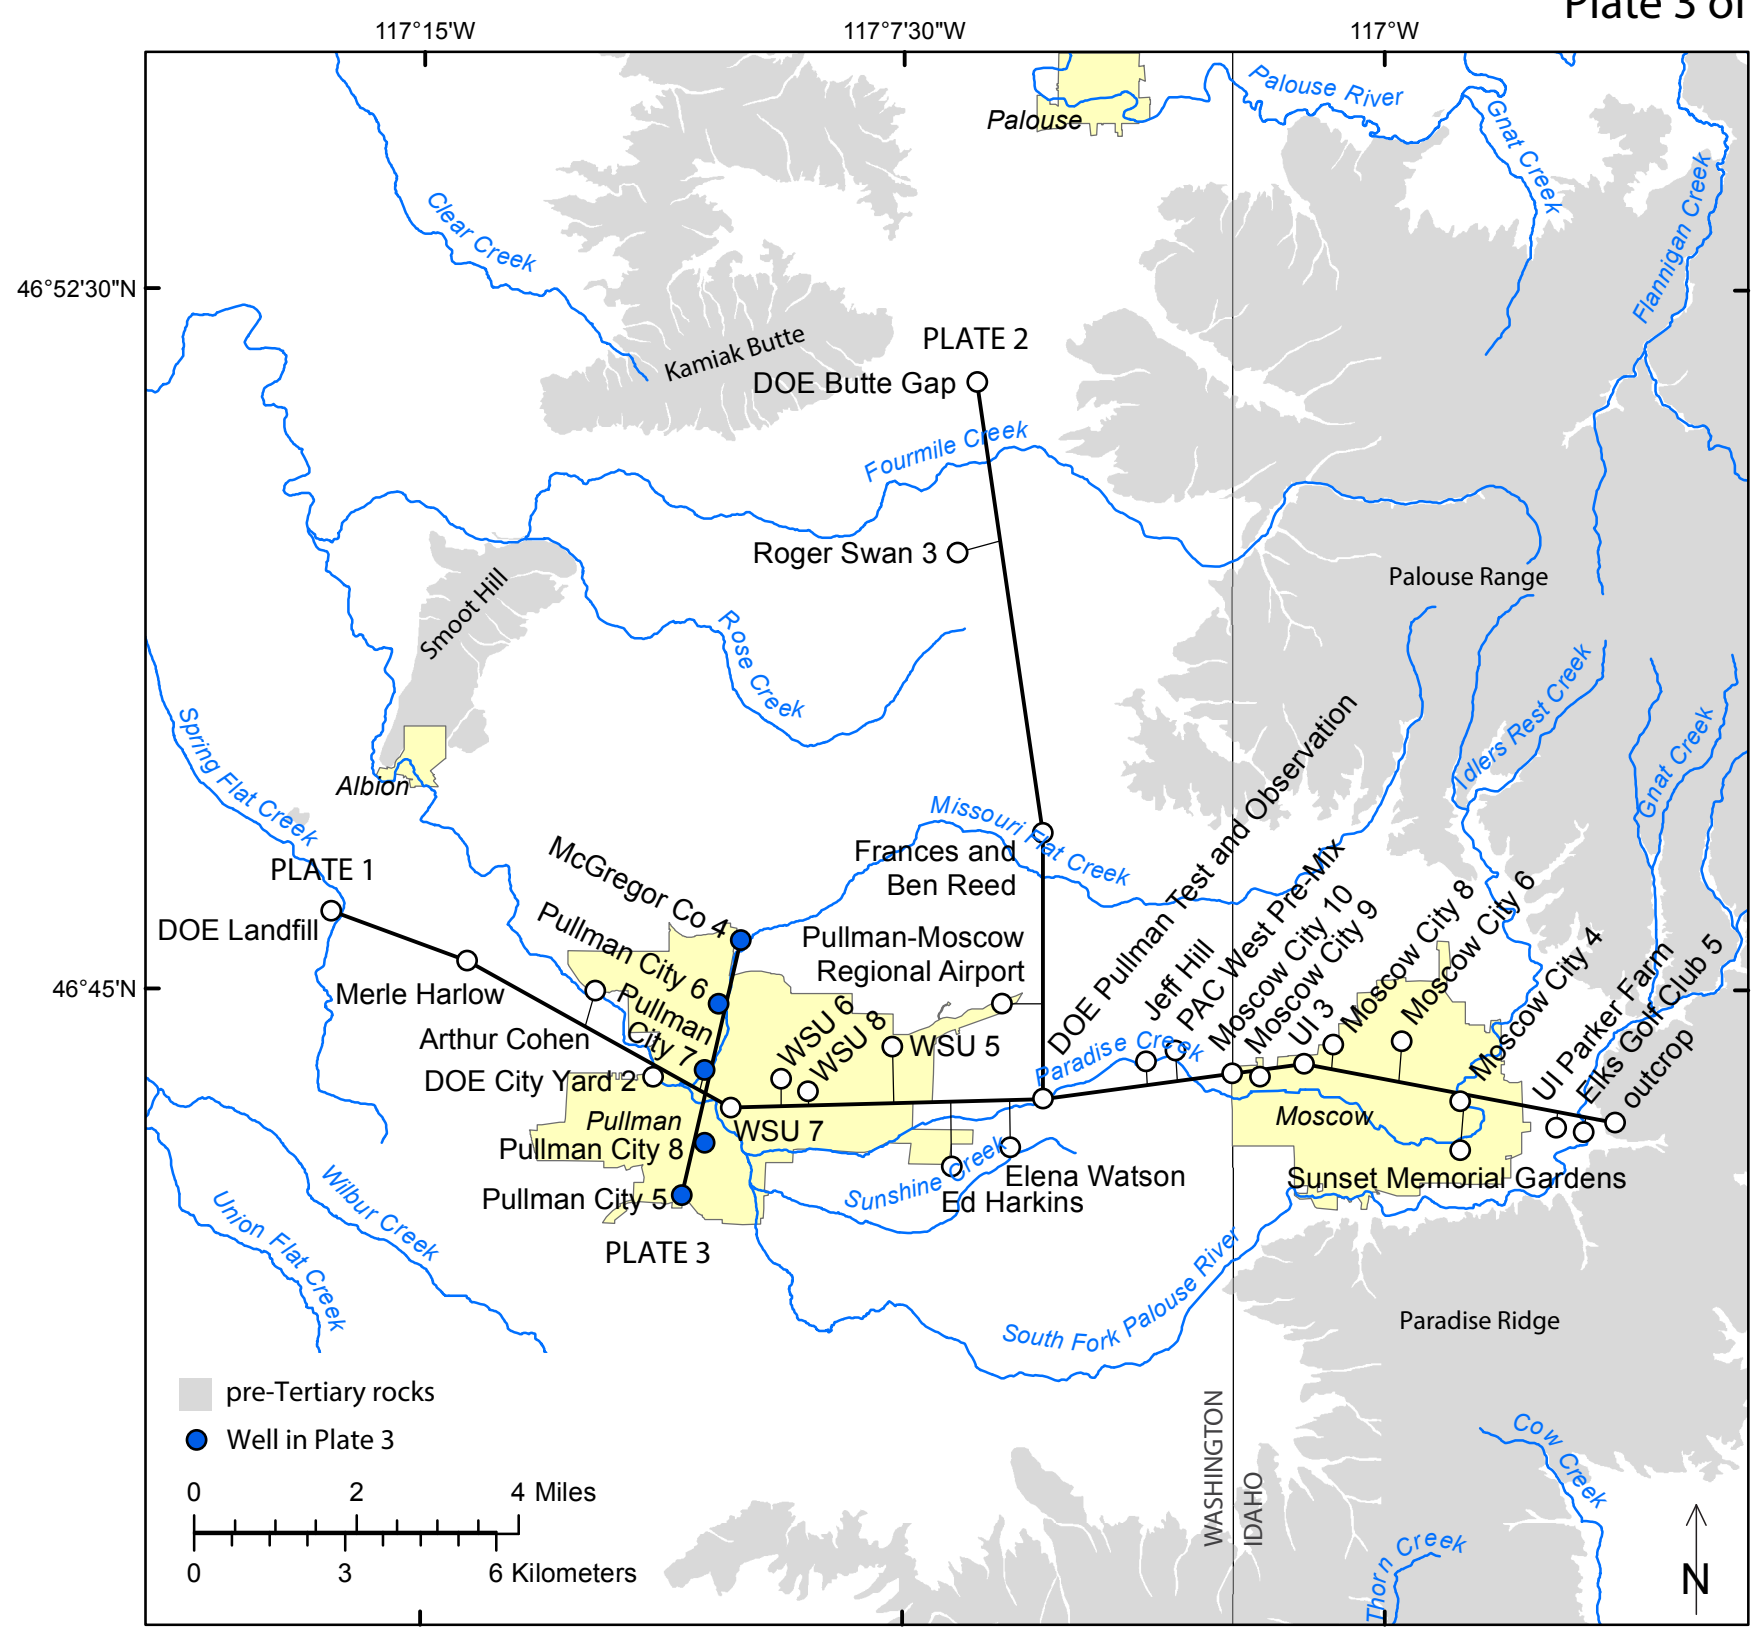 Plate 3 of
117°15'W
117°7'30"W
117°W
Palouse River
Palouse
Gnat Creek
Flannigan Creek
Clear Creek
46°52'30"N
Kamiak Butte
PLATE 2
DOE Butte Gap
Fourmile Creek
Roger Swan 3
Palouse Range
Smoot Hill
Rose Creek
Idlers Rest Creek
Gnat Creek
Spring Flat Creek
Albion
Missouri Flat Creek
Frances and
Ben Reed
McGregor Co 4
PLATE 1
DOE Landfill
Pullman City 6
Pullman-Moscow
Regional Airport
DOE Pullman Test and Observation
Jeff Hill
PAC West Pre-Mix
Moscow City 10
Moscow City 9
UI 3
Moscow City 8
Moscow City 6
Moscow City 4
UI Parker Farm
Elks Golf Club 5
outcrop
46°45'N
Merle Harlow
Pullman
City 7
Arthur Cohen
WSU 6
WSU 8
WSU 5
Paradise Creek
DOE City Yard 2
Pullman
WSU 7
Moscow
Pullman City 8
Elena Watson
Sunset Memorial Gardens
Sunshine Creek
Ed Harkins
Pullman City 5
PLATE 3
Wilbur Creek
Union Flat Creek
South Fork Palouse River
Paradise Ridge
pre-Tertiary rocks
Well in Plate 3
WASHINGTON
IDAHO
Cow Creek
Thorn Creek
0 2 4 Miles
0 3 6 Kilometers
N